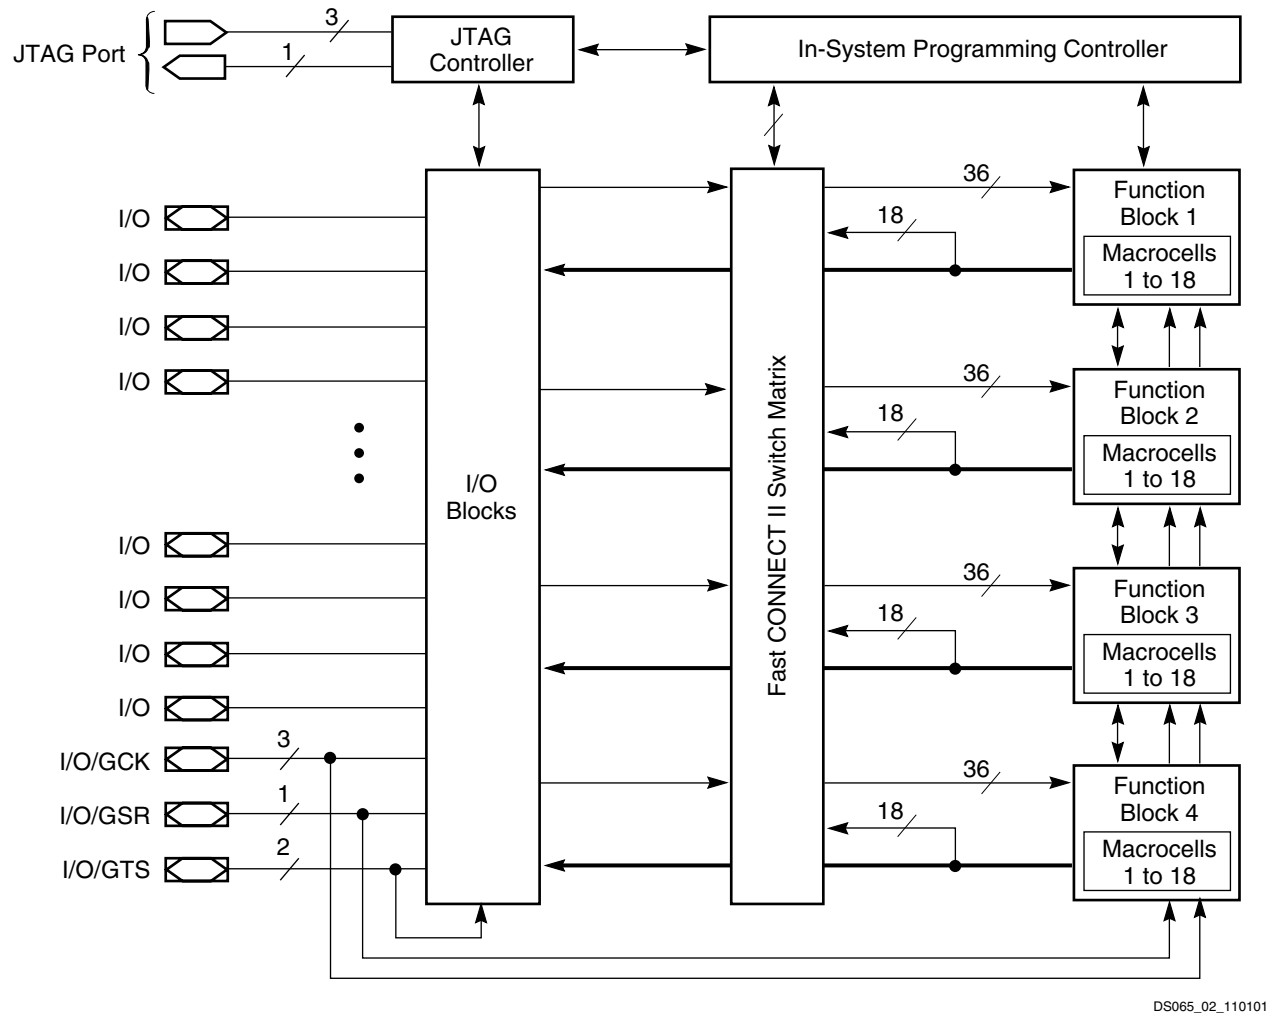 3
JTAG Port
1
JTAG
Controller
In-System Programming Controller
I/O
I/O
I/O
I/O
I/O
I/O
I/O
I/O
I/O/GCK
3
I/O/GSR
1
I/O/GTS
2
I/O
Blocks
Fast CONNECT II Switch Matrix
36
18
Function
Block 1
Macrocells
1 to 18
36
18
Function
Block 2
Macrocells
1 to 18
36
18
Function
Block 3
Macrocells
1 to 18
36
18
Function
Block 4
Macrocells
1 to 18
DS065_02_110101